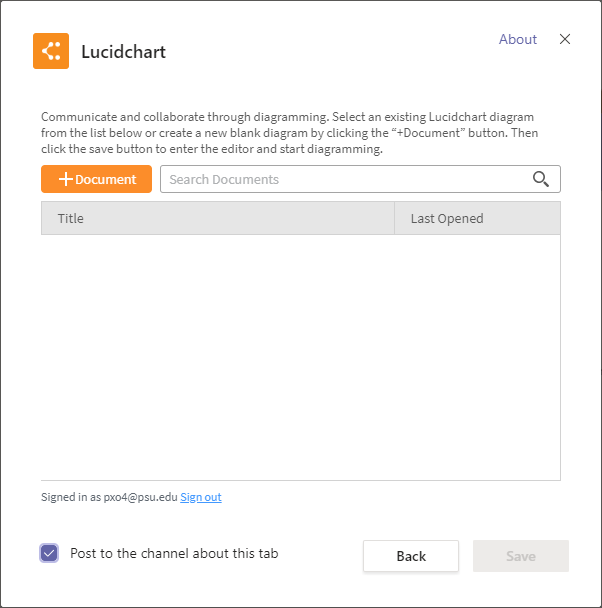 Lucidchart
About
Communicate and collaborate through diagramming. Select an existing Lucidchart diagram
from the list below or create a new blank diagram by clicking the “+Document” button. Then
click the save button to enter the editor and start diagramming.
+Document
Search Documents
Title
Last Opened
Signed in as pxo4@psu.edu Sign out
Post to the channel about this tab
Back
Save